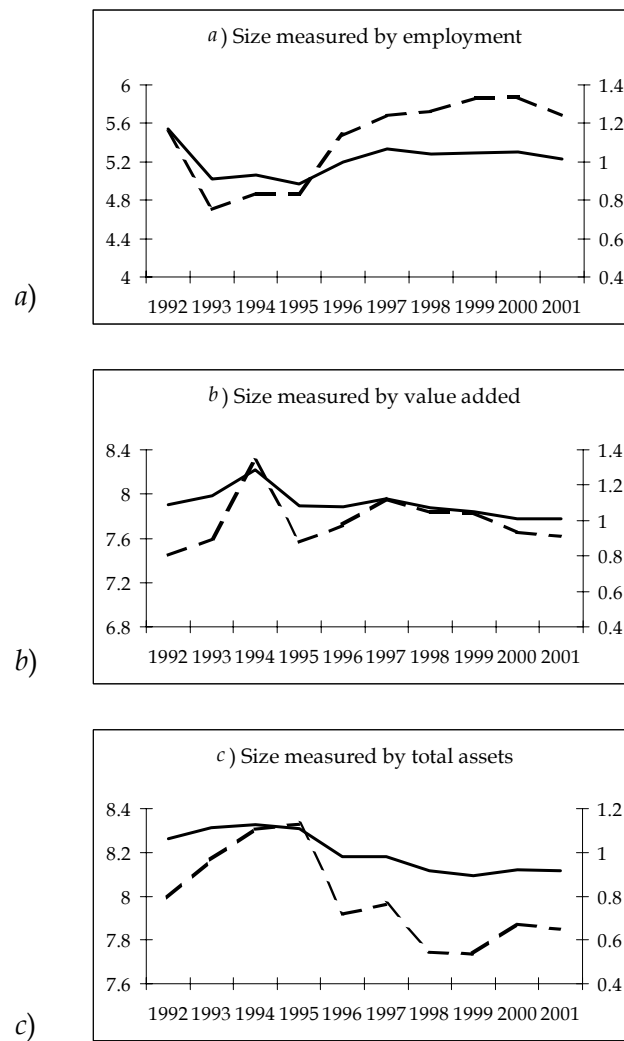 a) Size measured by employment
6 1.4
5.6 1.2
5.2 1
4.8 0.8
4.4 0.6
4 0.4
1992 1993 1994 1995 1996 1997 1998 1999 2000 2001
a)
b) Size measured by value added
8.4 1.4
8 1.2
7.6 1
7.2 0.8
6.8 0.6
0.4
1992 1993 1994 1995 1996 1997 1998 1999 2000 2001
b)
c) Size measured by total assets
8.4 1.2
8.2 1
8 0.8
7.8 0.6
7.6 0.4
1992 1993 1994 1995 1996 1997 1998 1999 2000 2001
c)